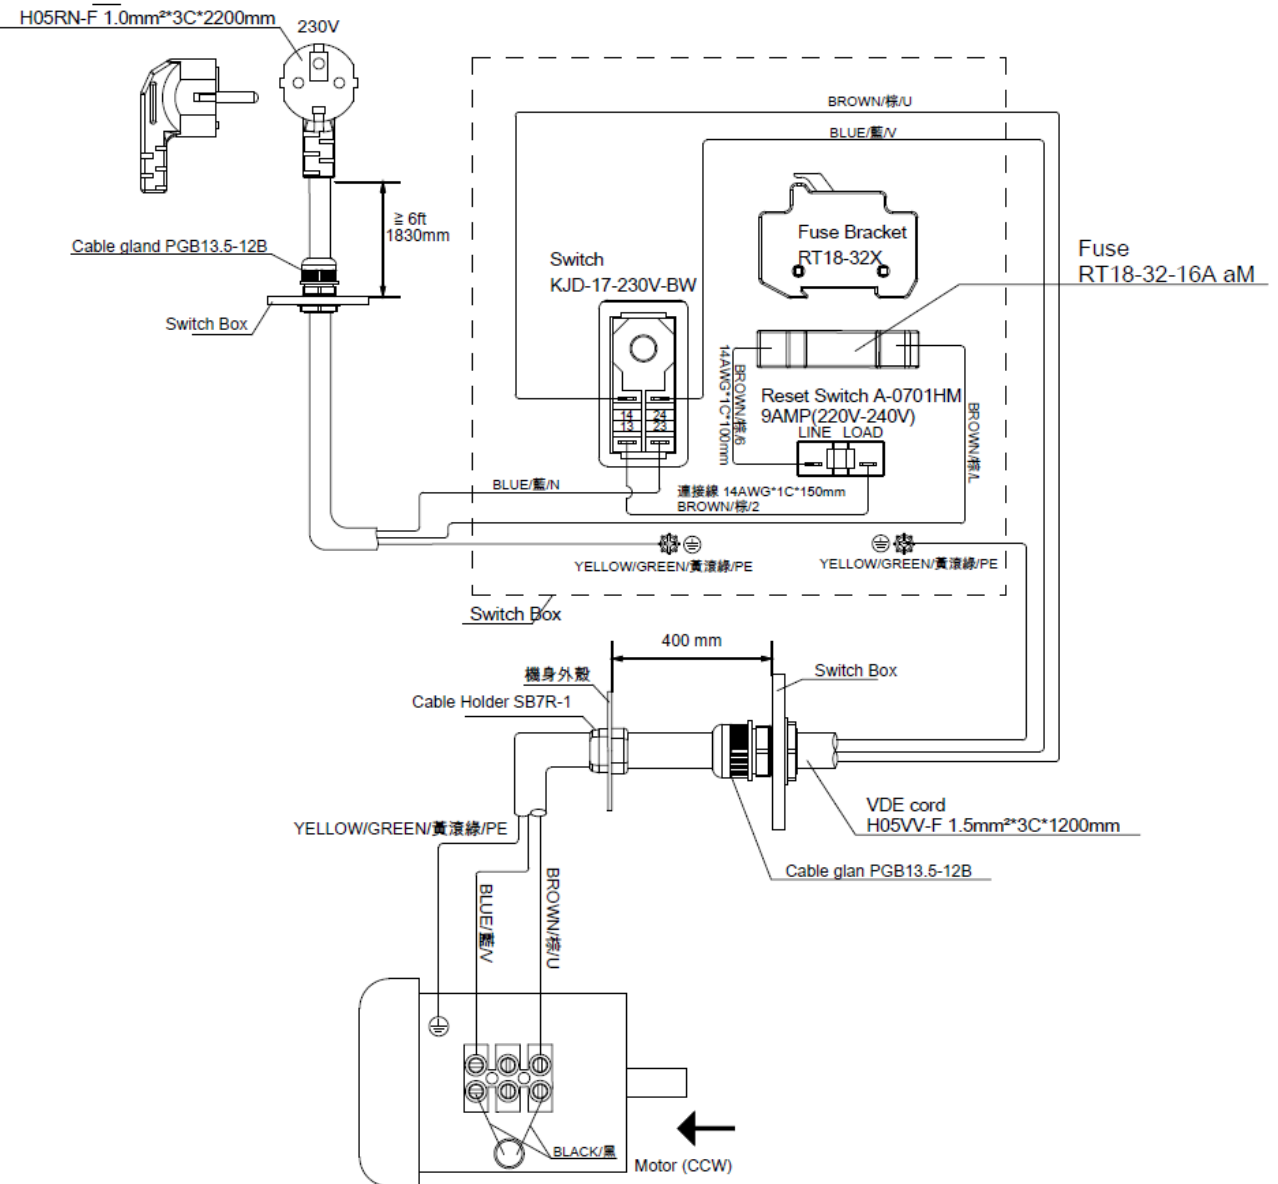 H05RN-F 1.0mm²*3C*2200mm
230V
BROWN/棕/U
BLUE/藍/V
≧ 6ft
1830mm
Cable gland PGB13.5-12B
Switch Box
Switch
KJD-17-230V-BW
Fuse Bracket
RT18-32X
Fuse
RT18-32-16A aM
14
13
24
23
BROWN/棕/6
14AWG*1C*100mm
Reset Switch A-0701HM
9AMP(220V-240V)
LINE LOAD
BROWN/棕/L
BLUE/藍/N
連接線 14AWG*1C*150mm
BROWN/棕/2
YELLOW/GREEN/黃滾綠/PE
YELLOW/GREEN/黃滾綠/PE
Switch Box
400 mm
機身外殼
Switch Box
Cable Holder SB7R-1
VDE cord
H05VV-F 1.5mm²*3C*1200mm
YELLOW/GREEN/黃滾綠/PE
Cable glan PGB13.5-12B
BLUE/藍/V
BROWN/棕/U
BLACK/黑
Motor (CCW)